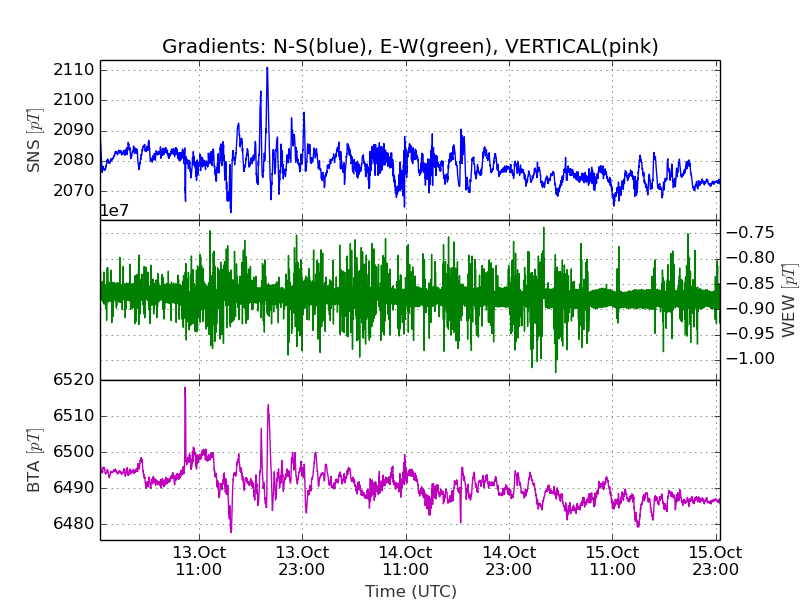 Gradients: N-S(blue), E-W(green), VERTICAL(pink)
2110
2100
2090
2080
2070
SNS [pT]
1e7
−0.75
−0.80
−0.85
−0.90
−0.95
−1.00
WEW [pT]
6520
6510
6500
6490
6480
BTA [pT]
13.Oct 13.Oct 14.Oct 14.Oct 15.Oct 15.Oct
11:00 23:00 11:00 23:00 11:00 23:00
Time (UTC)